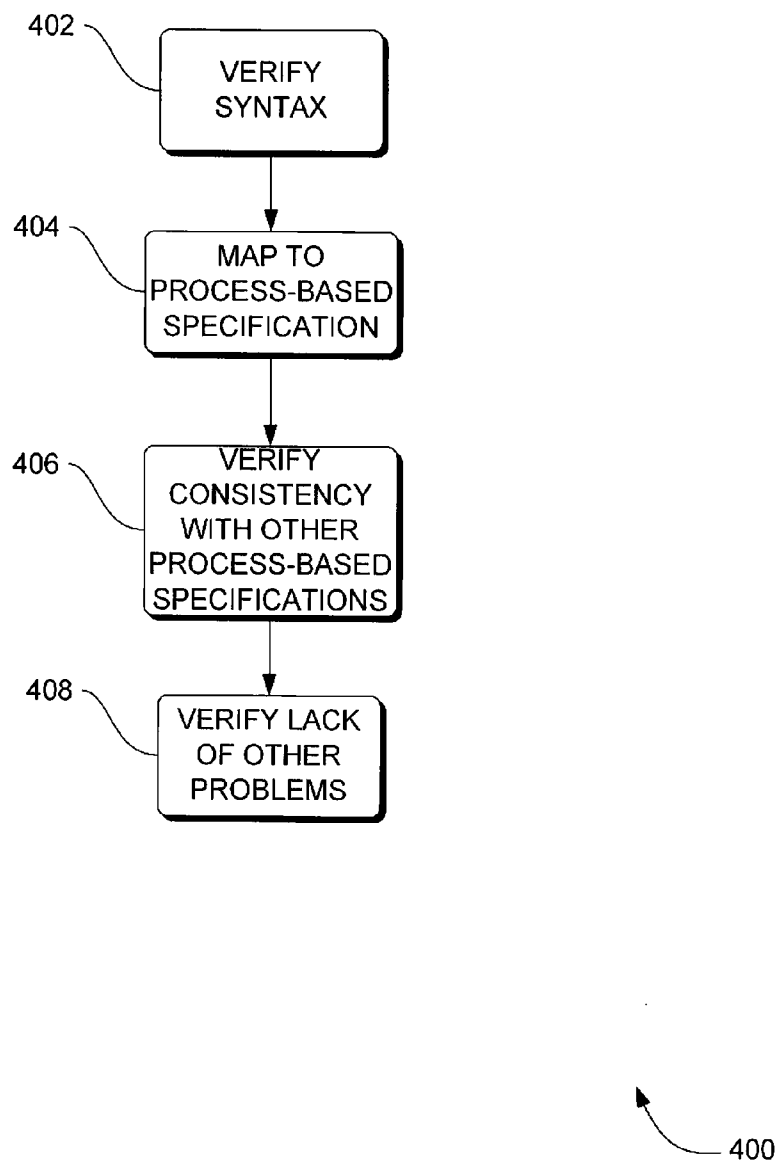 402
VERIFY
SYNTAX
404
MAP TO
PROCESS-BASED
SPECIFICATION
406
VERIFY
CONSISTENCY
WITH OTHER
PROCESS-BASED
SPECIFICATIONS
408
VERIFY LACK
OF OTHER
PROBLEMS
400